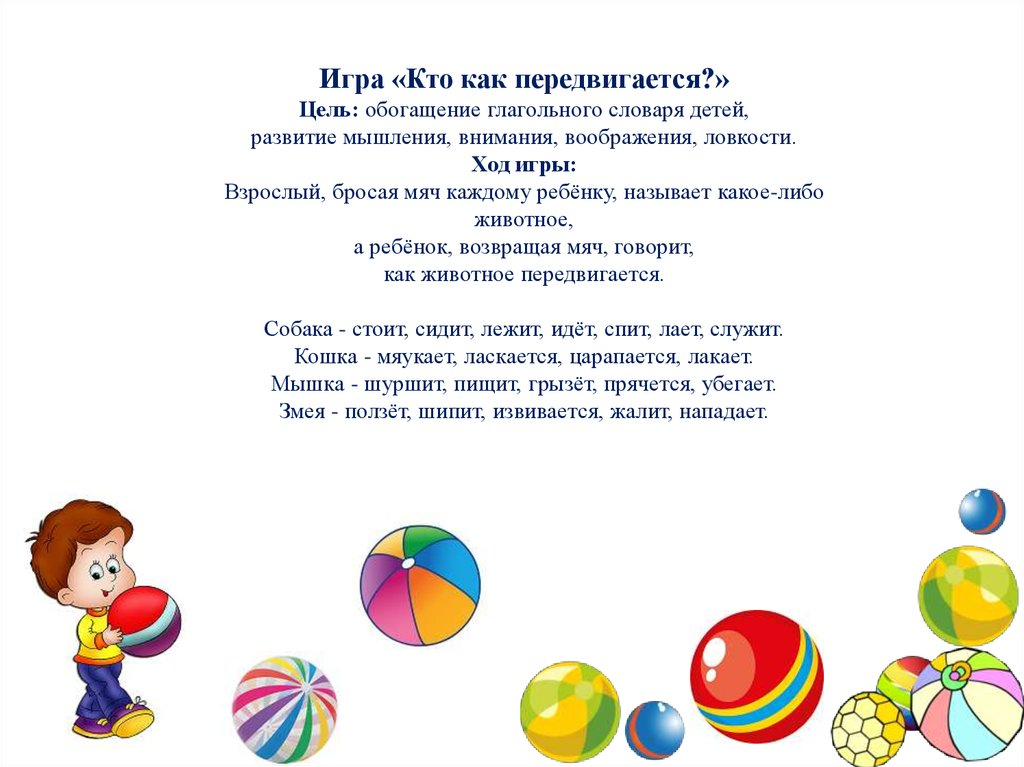 Игра «Кто как передвигается?»
Цель: обогащение глагольного словаря детей,
развитие мышления, внимания, воображения, ловкости.
Ход игры:
Взрослый, бросая мяч каждому ребёнку, называет какое-либо
животное,
а ребёнок, возвращая мяч, говорит,
как животное передвигается.
Собака - стоит, сидит, лежит, идёт, спит, лает, служит.
Кошка - мяукает, ласкается, царапается, лакает.
Мышка - шуршит, пищит, грызёт, прячется, убегает.
Змея - ползёт, шипит, извивается, жалит, нападает.